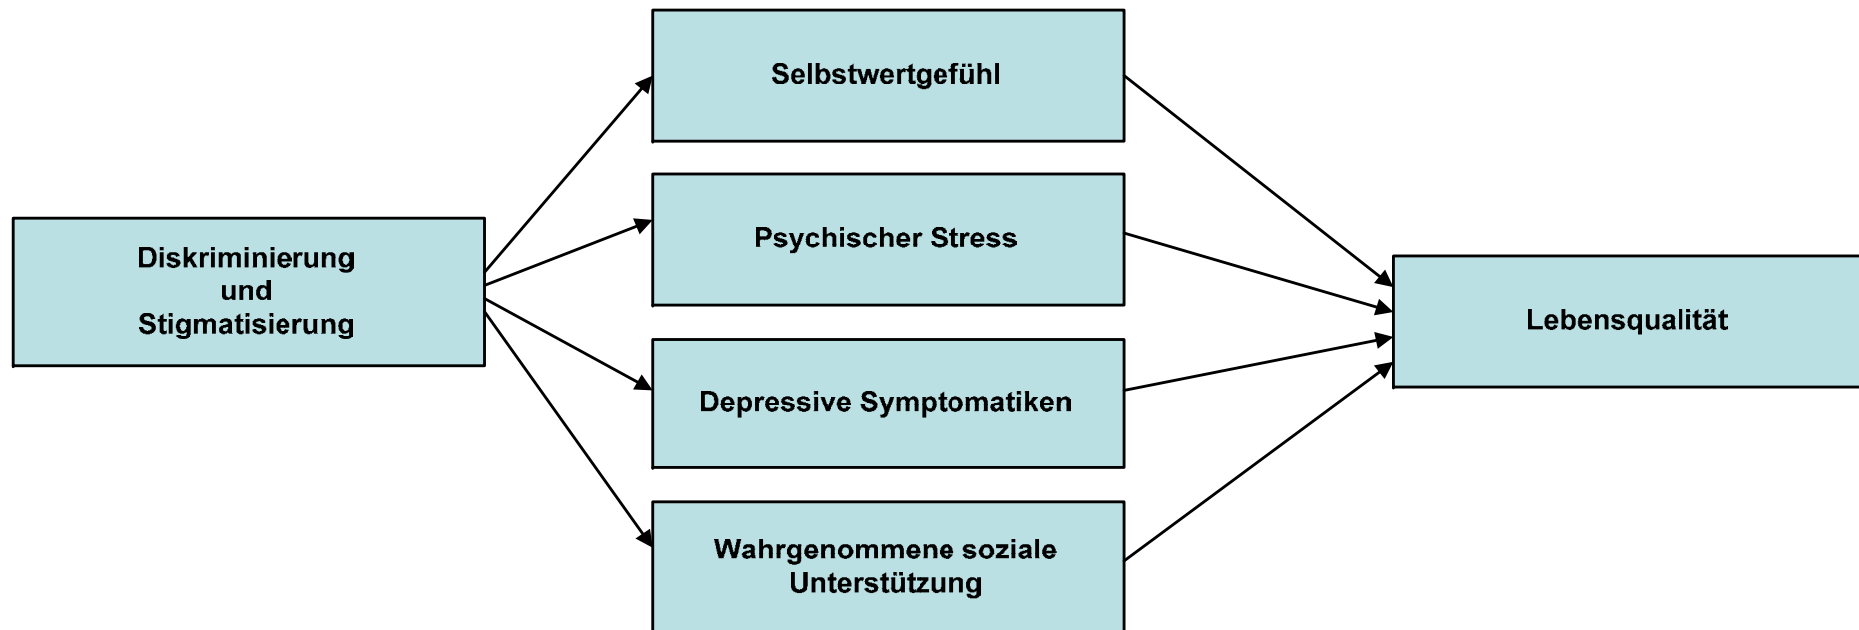 Selbstwertgefühl
Psychischer Stress
Diskriminierung
und
Stigmatisierung
Lebensqualität
Depressive Symptomatiken
Wahrgenommene soziale
Unterstützung